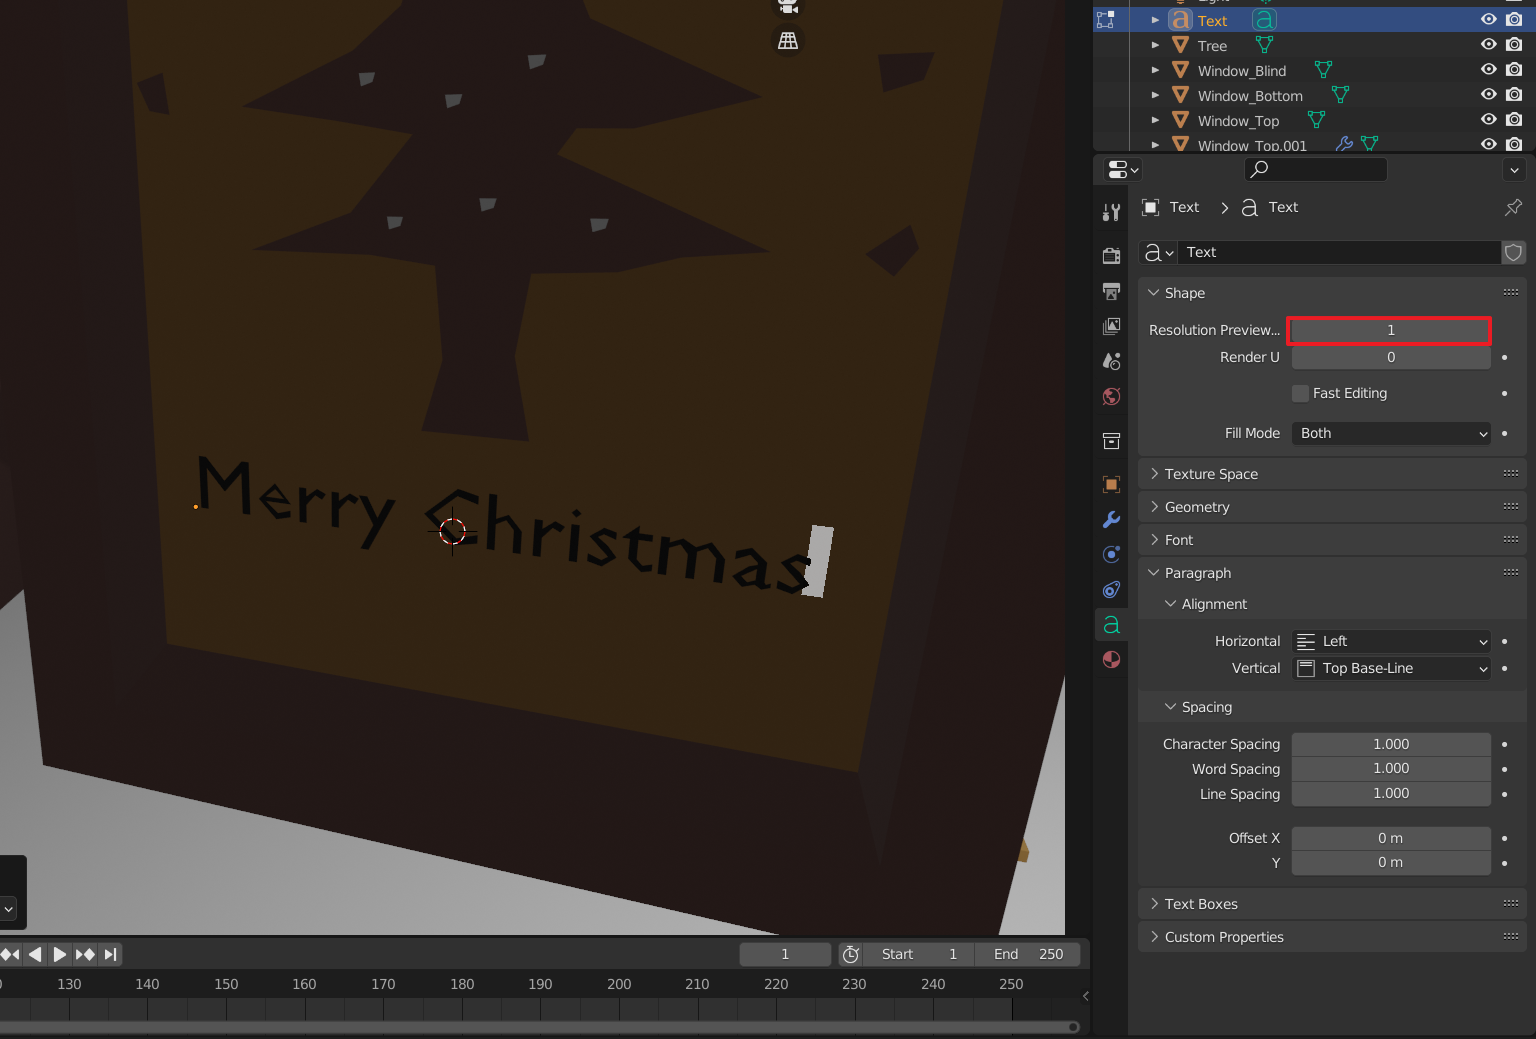 Text
Tree
Window_Blind
Window_Bottom
Window_Top
Window_Top.001
Text > a Text
a Text
Shape
Resolution Preview... 1
Render U 0
Fast Editing
Fill Mode Both
Texture Space
Geometry
Font
Paragraph
Alignment
Horizontal Left
Vertical Top Base-Line
Spacing
Character Spacing 1.000
Word Spacing 1.000
Line Spacing 1.000
Offset X 0 m
Y 0 m
Text Boxes
Custom Properties
Merry Christmas
1 Start 1 End 250
130 140 150 160 170 180 190 200 210 220 230 240 250